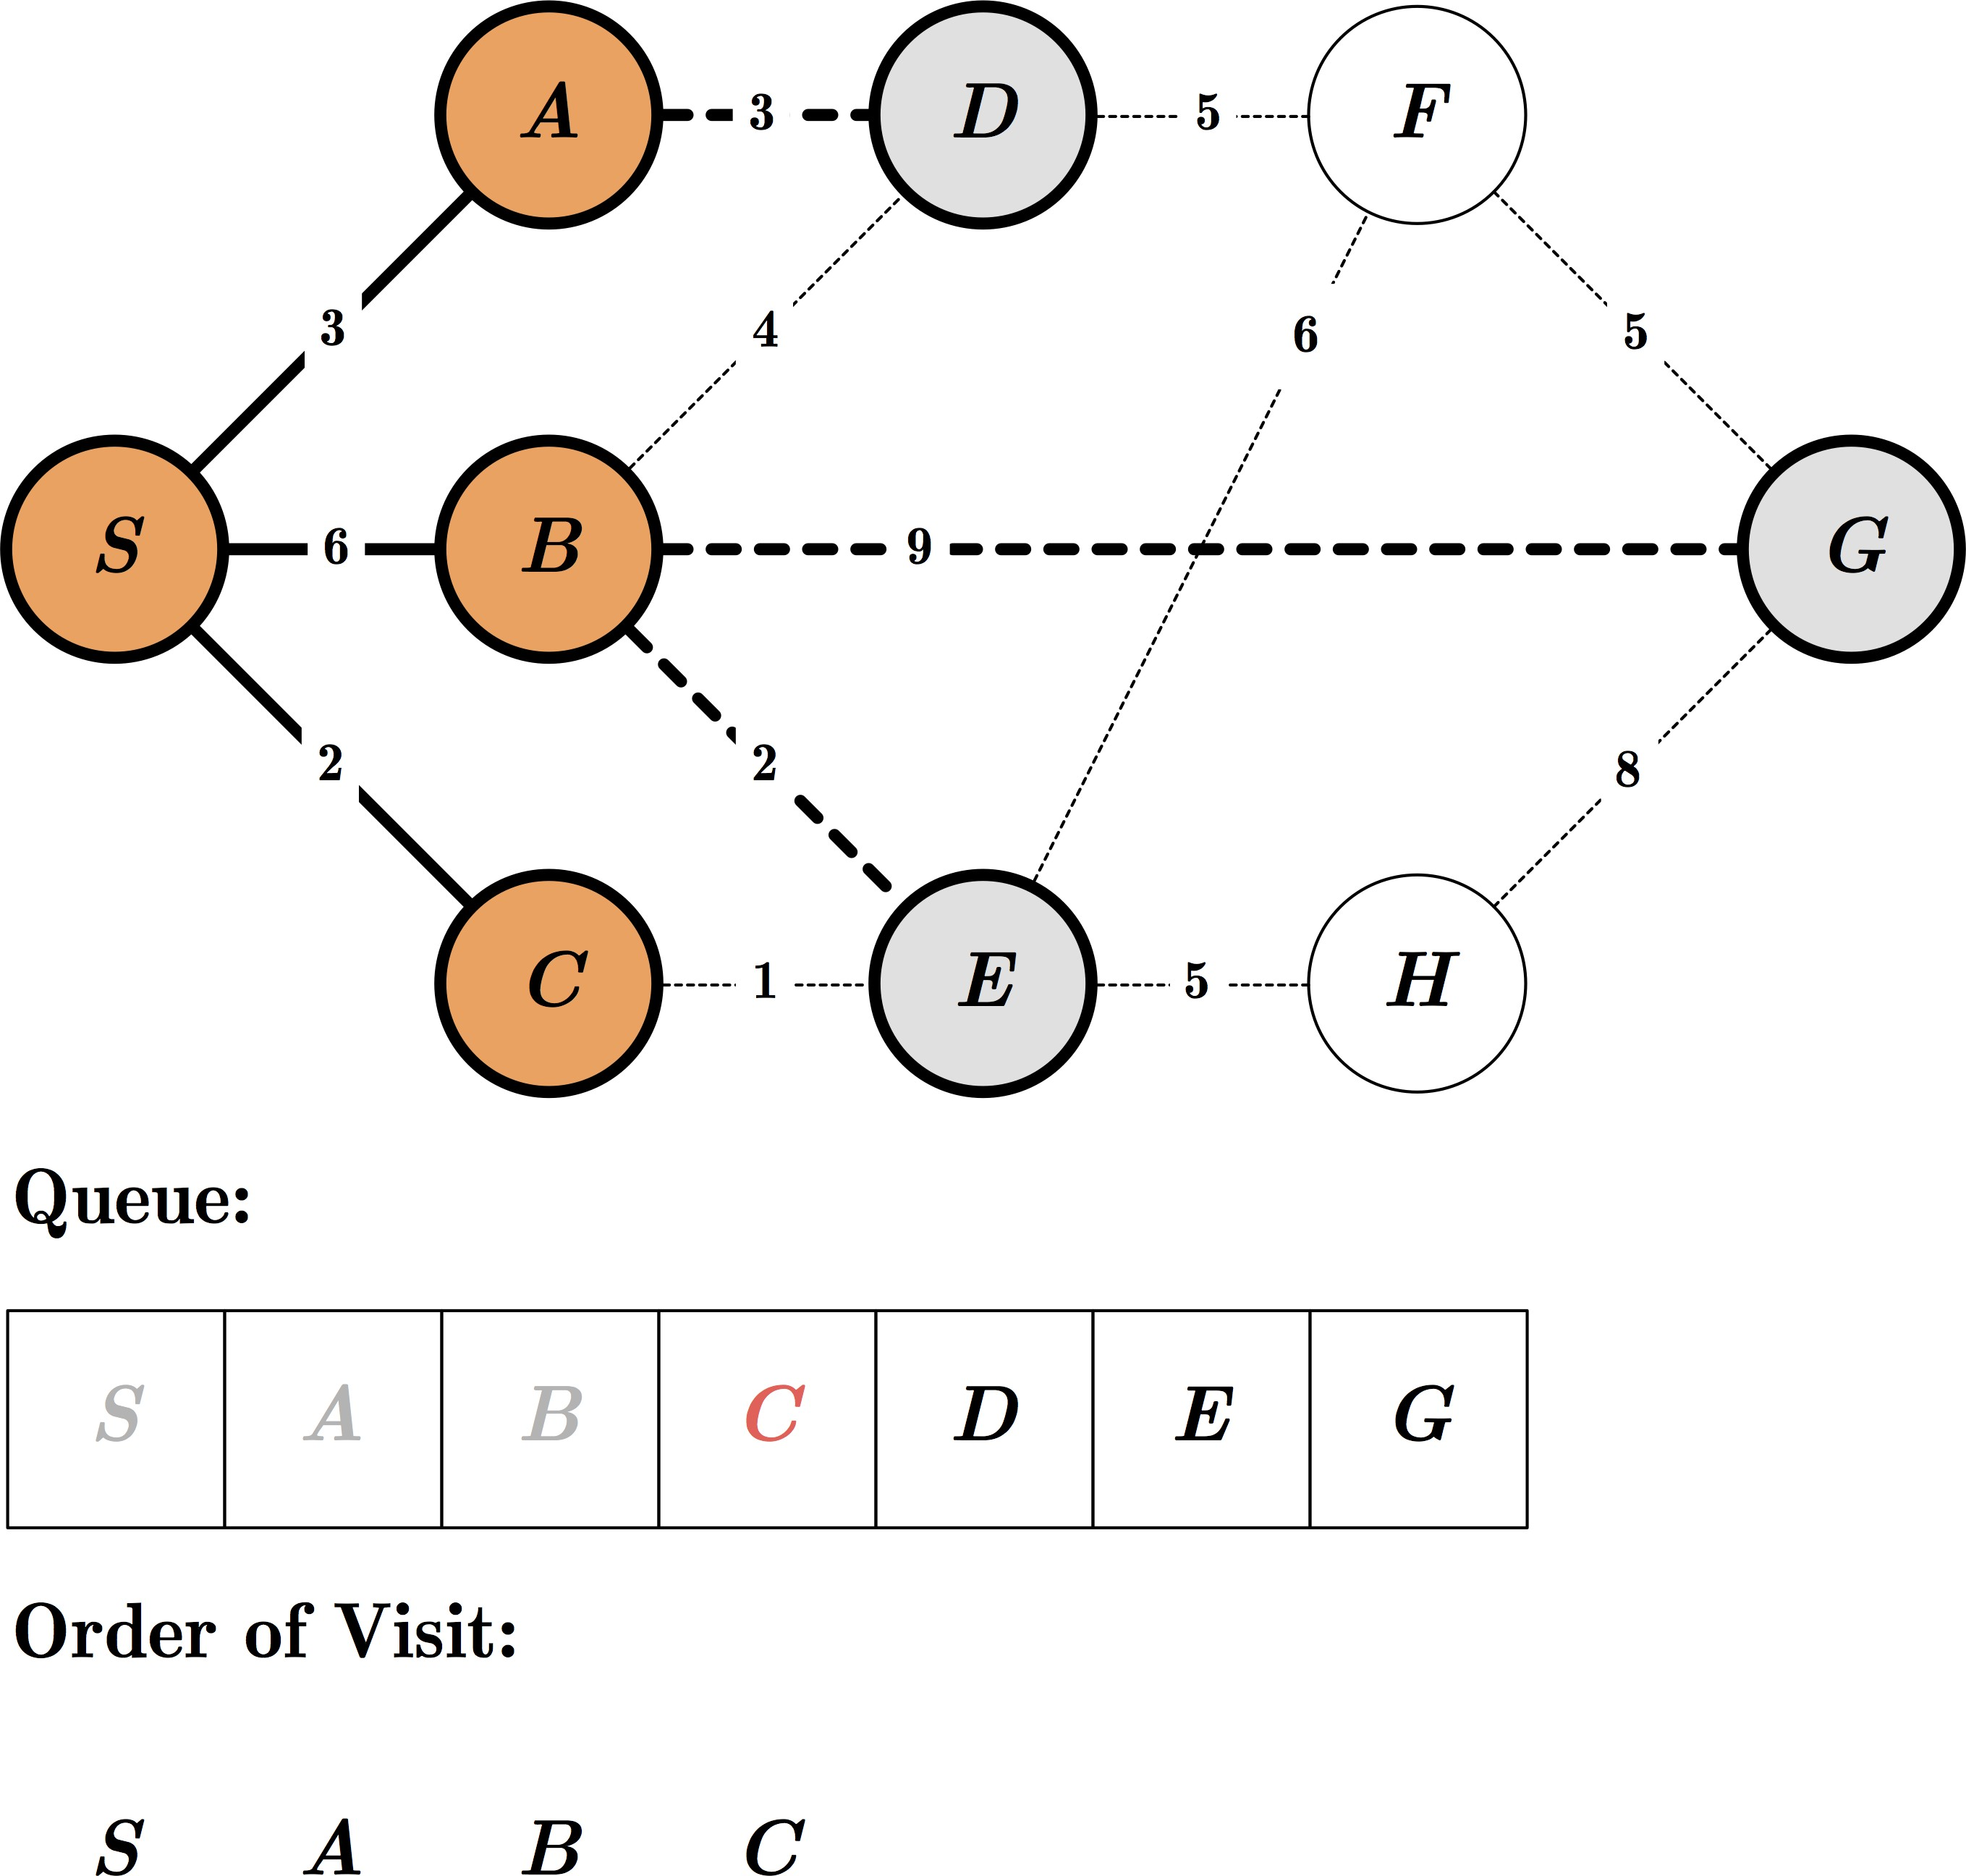 A 3 D 5 F
3 4 6 5
S 6 B 9 G
2 2 8
C 1 E 5 H
Queue:
S A B C D E G
Order of Visit:
S A B C